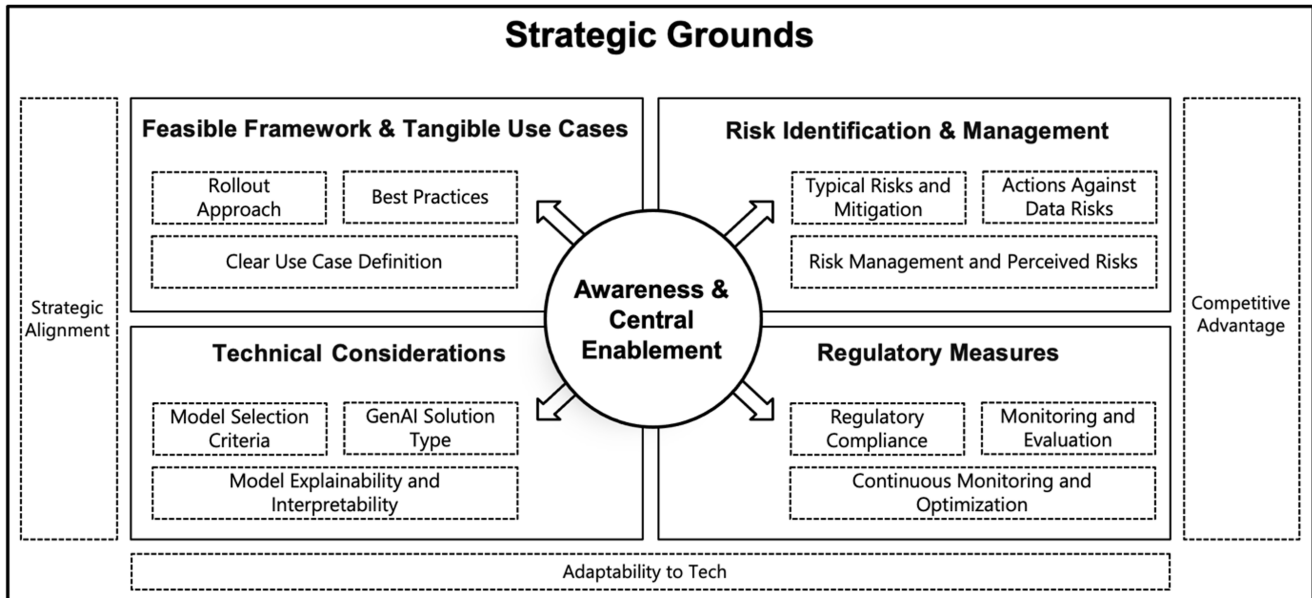 Strategic Grounds
Strategic
Alignment
Feasible Framework & Tangible Use Cases
Rollout
Approach
Best Practices
Clear Use Case Definition
Risk Identification & Management
Typical Risks and
Mitigation
Actions Against
Data Risks
Risk Management and Perceived Risks
Awareness &
Central
Enablement
Technical Considerations
Model Selection
Criteria
GenAI Solution
Type
Model Explainability and
Interpretability
Regulatory Measures
Regulatory
Compliance
Monitoring and
Evaluation
Continuous Monitoring and
Optimization
Competitive
Advantage
Adaptability to Tech